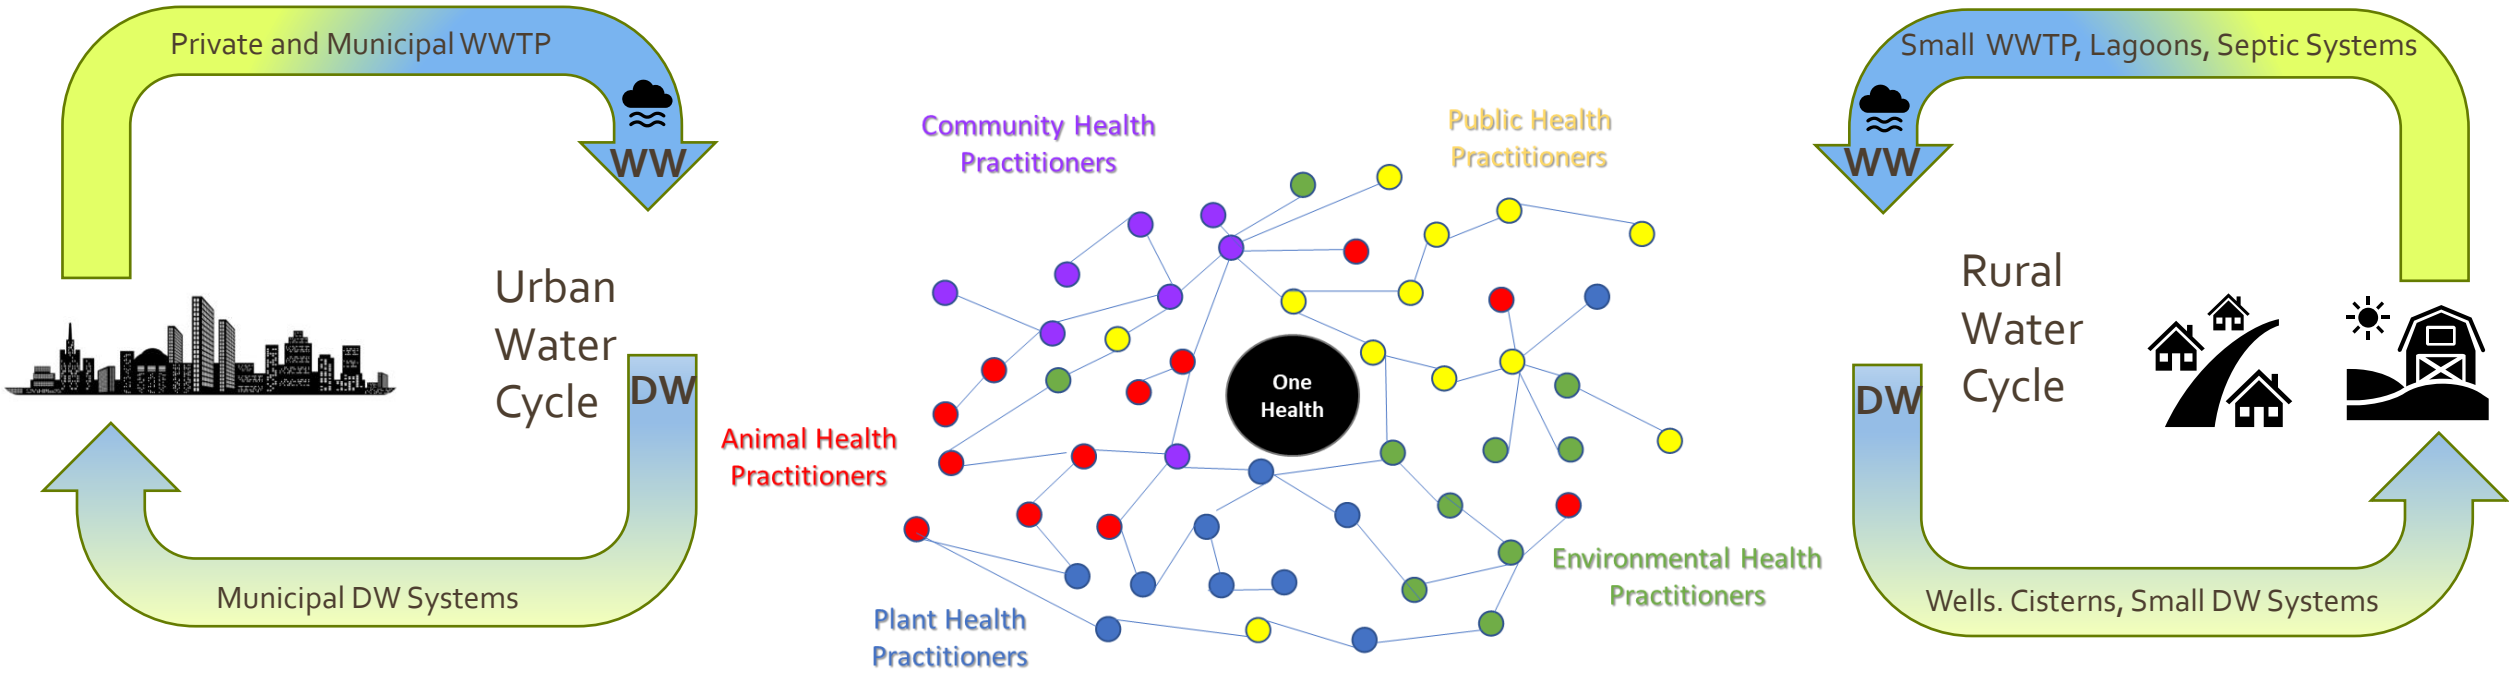 Private and Municipal WWTP
WW
Urban
Water
Cycle
DW
Municipal DW Systems
Community Health
Practitioners
Public Health
Practitioners
One
Health
Animal Health
Practitioners
Environmental Health
Practitioners
Plant Health
Practitioners
Small WWTP, Lagoons, Septic Systems
WW
Rural
Water
Cycle
DW
Wells. Cisterns, Small DW Systems